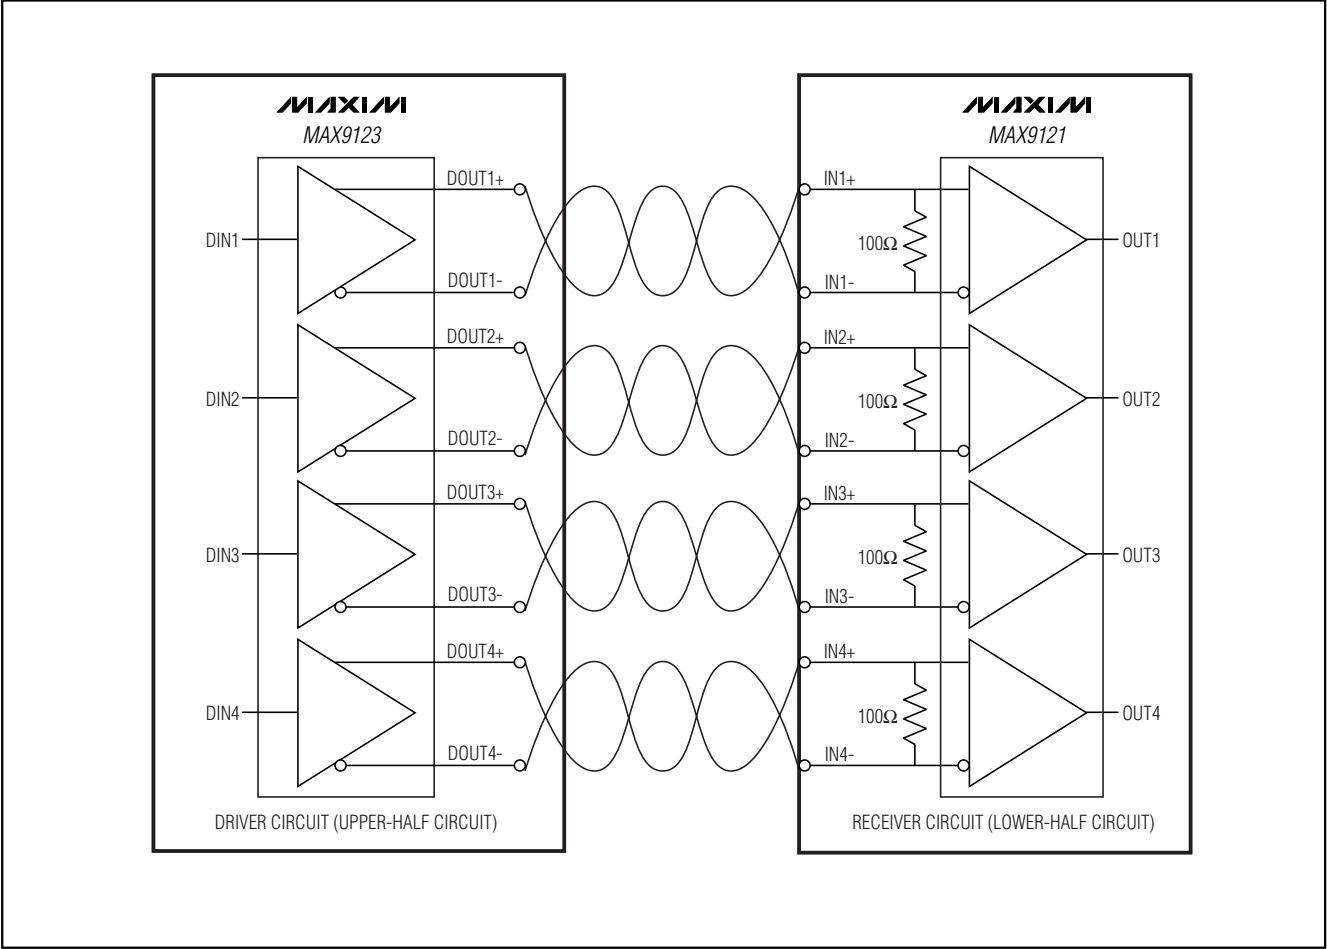 MAXIM
MAX9123
DIN1
DOUT1+
DOUT1-
DIN2
DOUT2+
DOUT2-
DIN3
DOUT3+
DOUT3-
DIN4
DOUT4+
DOUT4-
DRIVER CIRCUIT (UPPER-HALF CIRCUIT)
MAXIM
MAX9121
IN1+
100Ω
IN1-
OUT1
IN2+
100Ω
IN2-
OUT2
IN3+
100Ω
IN3-
OUT3
IN4+
100Ω
IN4-
OUT4
RECEIVER CIRCUIT (LOWER-HALF CIRCUIT)